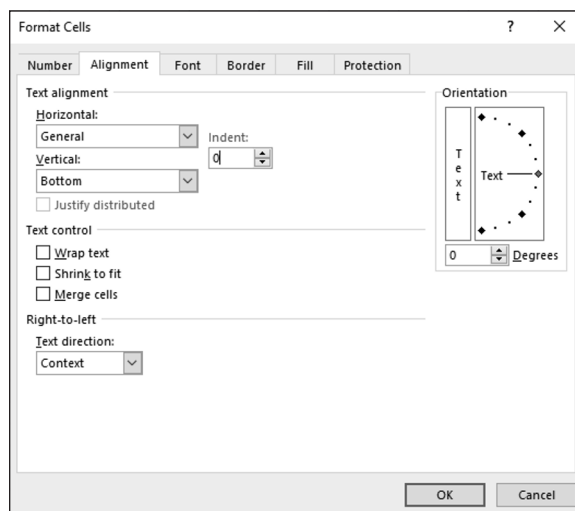 Format Cells
?
Number Alignment Font Border Fill Protection
Text alignment
Horizontal:
General
Indent:
0
Vertical:
Bottom
Justify distributed
Text control
Wrap text
Shrink to fit
Merge cells
Right-to-left
Text direction:
Context
Orientation
Text
Text
0 Degrees
OK Cancel